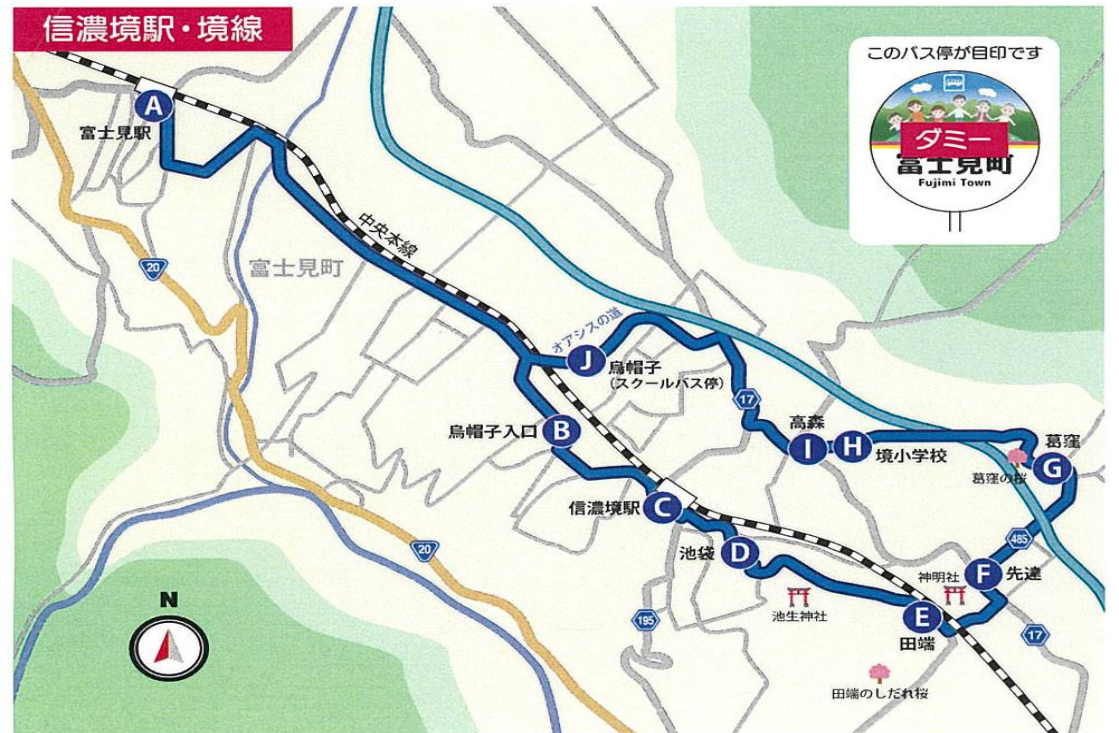 信濃境駅・境線
このバス停が目印です
ダミー
富士見町
Fujimi Town
A
富士見駅
20
富士見町
中央本線
オアシスの道
J
烏帽子
(スクールバス停)
17
烏帽子入口
B
高森
I
H
境小学校
葛窪
G
葛窪の桜
信濃境駅
C
池袋
D
485
神明社
F
先達
20
池生神社
E
田端
195
17
N
田端のしだれ桜